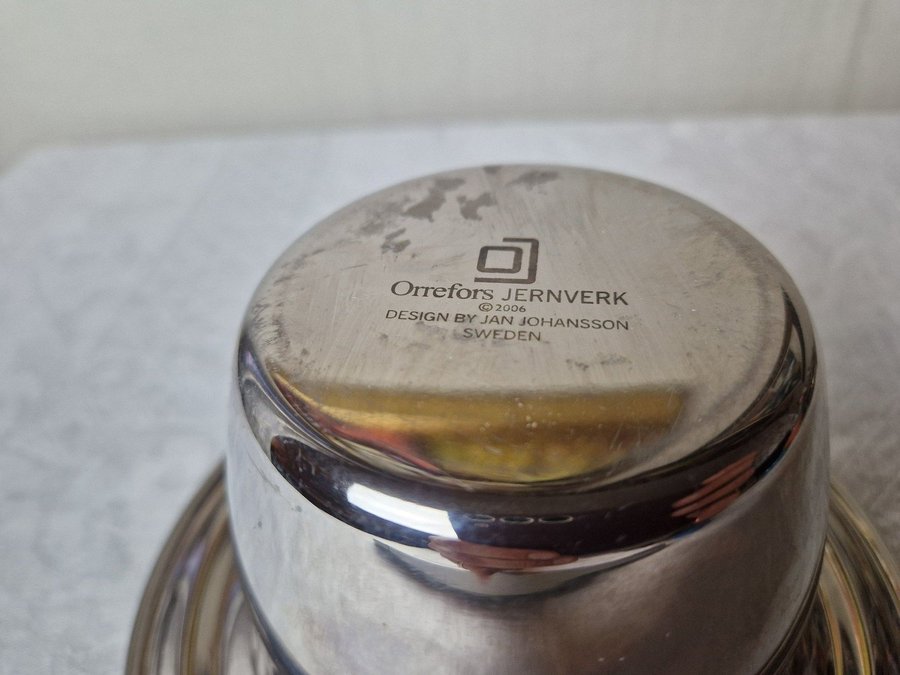 Orrefors JERNVERK
©2006
DESIGN BY JAN JOHANSSON
SWEDEN